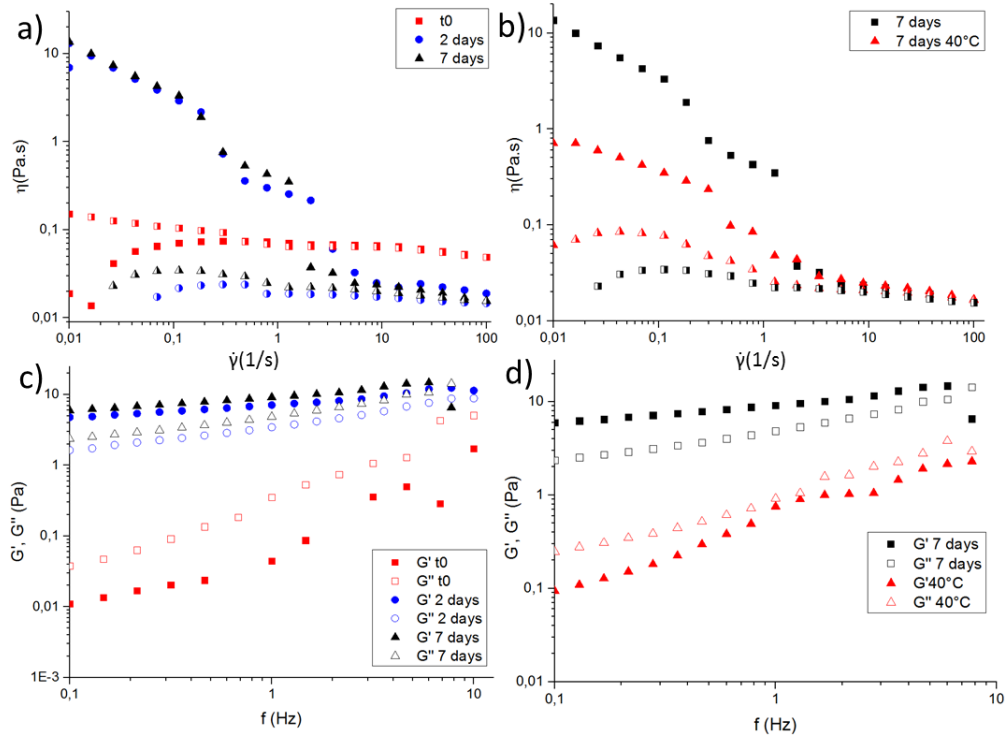 a)
t0
2 days
7 days
10
1
0,1
0,01
η(Pa.s)
0,01
0,1
1
10
100
γ̇(1/s)
b)
7 days
7 days 40°C
10
1
0,1
0,01
η(Pa.s)
0,01
0,1
1
10
100
γ̇(1/s)
c)
100
10
1
0,1
0,01
1E-3
G', G'' (Pa)
G' t0
G'' t0
G' 2 days
G'' 2 days
G' 7 days
G'' 7 days
0,1
1
10
f (Hz)
d)
10
1
0,1
0,01
G', G'' (Pa)
G' 7 days
G'' 7 days
G'40°C
G'' 40°C
0,1
1
10
f (Hz)